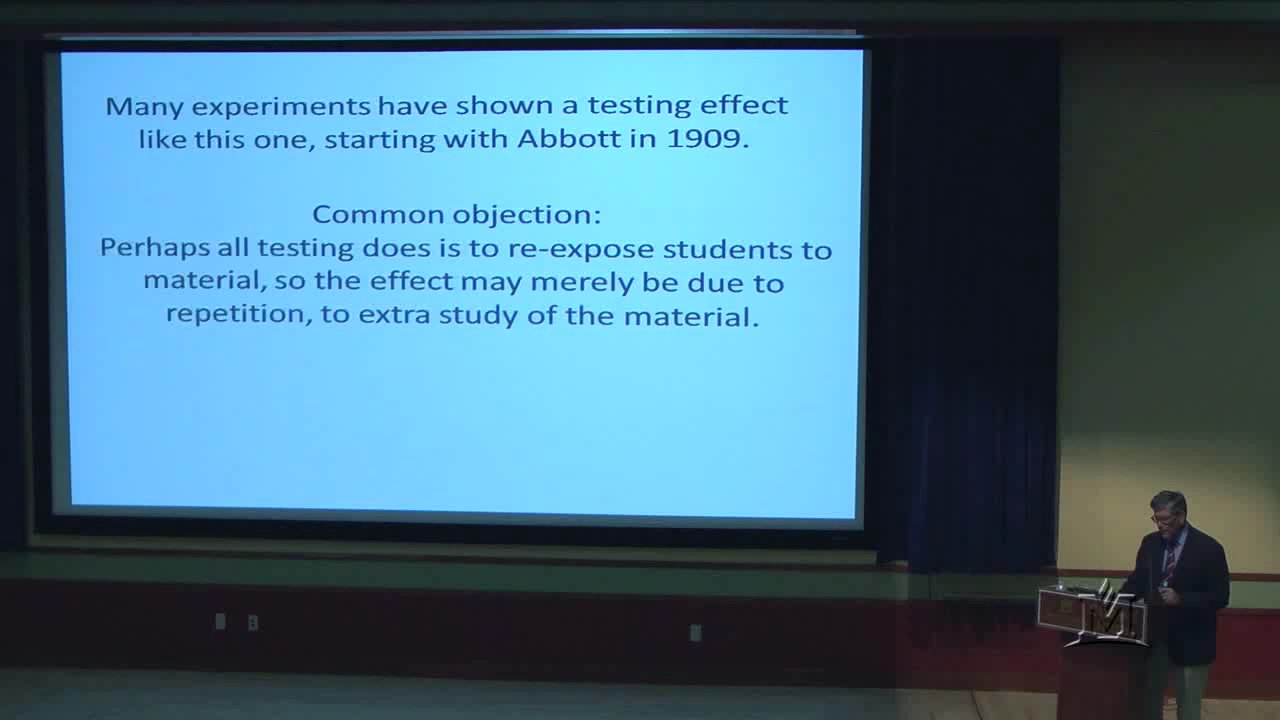 Many experiments have shown a testing effect
like this one, starting with Abbott in 1909.
Common objection:
Perhaps all testing does is to re-expose students to
material, so the effect may merely be due to
repetition, to extra study of the material.
M